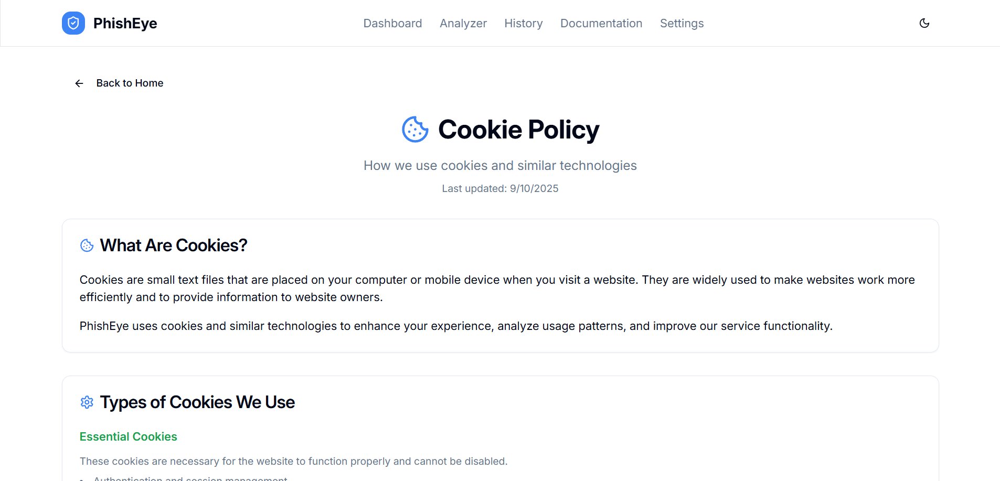 PhishEye
Dashboard
Analyzer
History
Documentation
Settings
Back to Home
Cookie Policy
How we use cookies and similar technologies
Last updated: 9/10/2025
What Are Cookies?
Cookies are small text files that are placed on your computer or mobile device when you visit a website. They are widely used to make websites work more
efficiently and to provide information to website owners.
PhishEye uses cookies and similar technologies to enhance your experience, analyze usage patterns, and improve our service functionality.
Types of Cookies We Use
Essential Cookies
These cookies are necessary for the website to function properly and cannot be disabled.
• Authentication and session management